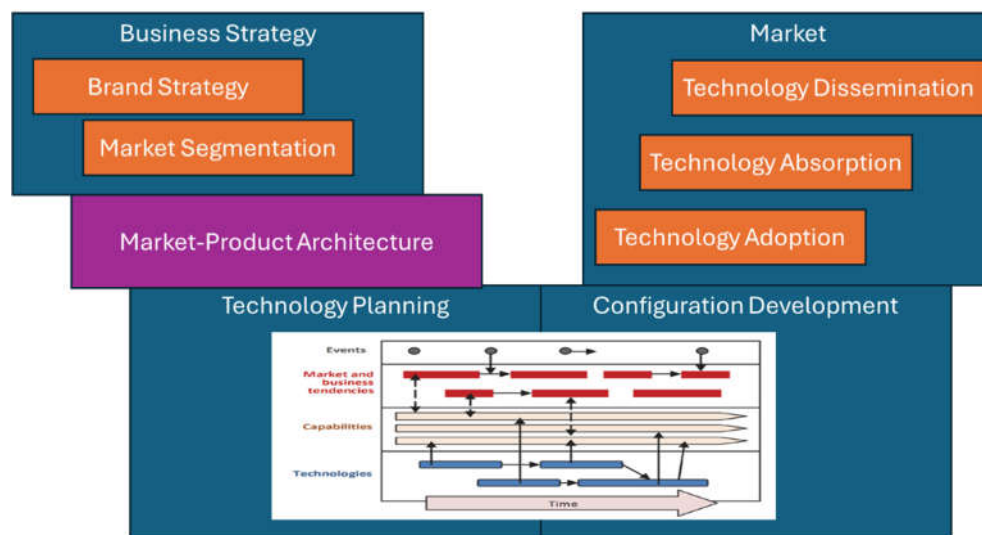 Business Strategy
Brand Strategy
Market Segmentation
Market-Product Architecture
Market
Technology Dissemination
Technology Absorption
Technology Adoption
Technology Planning
Configuration Development
Events
Market and
business
tendencies
Capabilities
Technologies
Time